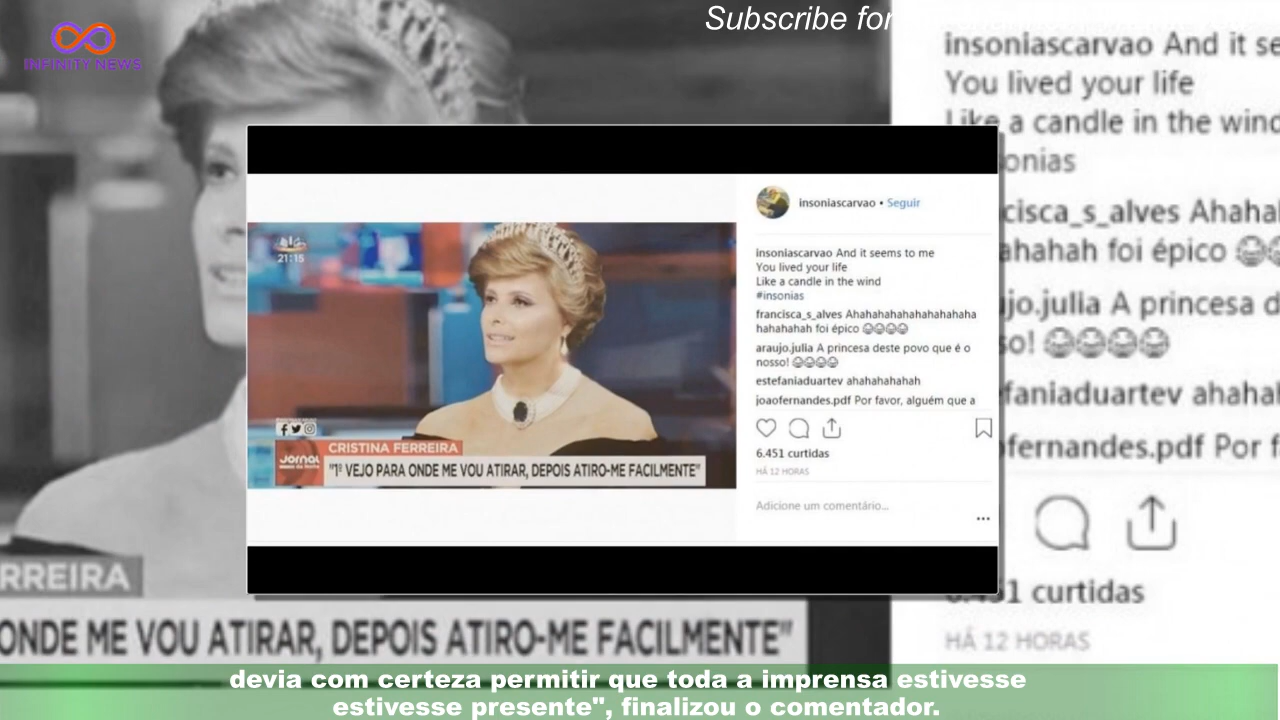 Subscribe for
INFINITY NEWS
insoniascarvao And it se
You lived your life
Like a candle in the wind
onias
cisca_s_alves Ahahal
ahahah foi épico 😂
ujo.julia A princesa d
so! 😂😂😂😂
faniaduartev ahahal
ofernandes.pdf Por f
6.451 curtidas
HÁ 12 HORAS
RREIRA
ONDE ME VOU ATIRAR, DEPOIS ATIRO-ME FACILMENTE"
insoniascarvao • Seguir
insoniascarvao And it seems to me
You lived your life
Like a candle in the wind
#insonias
francisca_s_alves Ahahahahahahahahahaha
hahahahah foi épico 😂😂😂😂
araujo.julia A princesa deste povo que é o
nosso! 😂😂😂😂
estefaniaduartev ahahahahahah
joaofernandes.pdf Por favor, alguém que a
6.451 curtidas
HÁ 12 HORAS
Adicione um comentário...
21:15
CRISTINA FERREIRA
Jornal
"1º VEJO PARA ONDE ME VOU ATIRAR, DEPOIS ATIRO-ME FACILMENTE"
devia com certeza permitir que toda a imprensa estivesse
estivesse presente", finalizou o comentador.